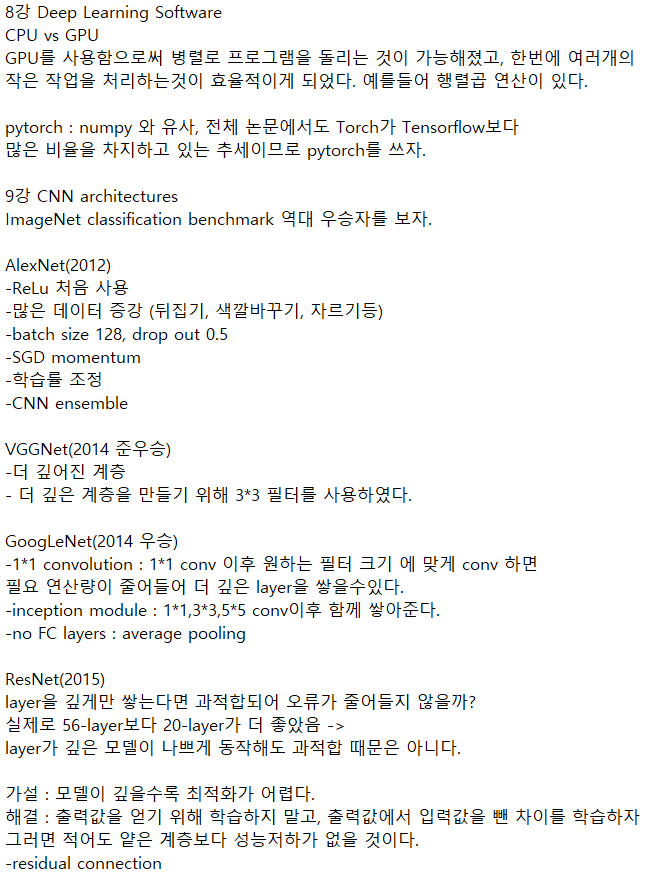 8강 Deep Learning Software
CPU vs GPU
GPU를 사용함으로써 병렬로 프로그램을 돌리는 것이 가능해졌고, 한번에 여러개의
작은 작업을 처리하는것이 효율적이게 되었다. 예를들어 행렬곱 연산이 있다.
pytorch : numpy 와 유사, 전체 논문에서도 Torch가 Tensorflow보다
많은 비율을 차지하고 있는 추세이므로 pytorch를 쓰자.
9강 CNN architectures
ImageNet classification benchmark 역대 우승자를 보자.
AlexNet(2012)
-ReLu 처음 사용
-많은 데이터 증강 (뒤집기, 색깔바꾸기, 자르기등)
-batch size 128, drop out 0.5
-SGD momentum
-학습률 조정
-CNN ensemble
VGGNet(2014 준우승)
-더 깊어진 계층
- 더 깊은 계층을 만들기 위해 3*3 필터를 사용하였다.
GoogLeNet(2014 우승)
-1*1 convolution : 1*1 conv 이후 원하는 필터 크기 에 맞게 conv 하면
필요 연산량이 줄어들어 더 깊은 layer을 쌓을수있다.
-inception module : 1*1,3*3,5*5 conv이후 함께 쌓아준다.
-no FC layers : average pooling
ResNet(2015)
layer을 깊게만 쌓는다면 과적합되어 오류가 줄어들지 않을까?
실제로 56-layer보다 20-layer가 더 좋았음 ->
layer가 깊은 모델이 나쁘게 동작해도 과적합 때문은 아니다.
가설 : 모델이 깊을수록 최적화가 어렵다.
해결 : 출력값을 얻기 위해 학습하지 말고, 출력값에서 입력값을 뺀 차이를 학습하자
그러면 적어도 얕은 계층보다 성능저하가 없을 것이다.
-residual connection